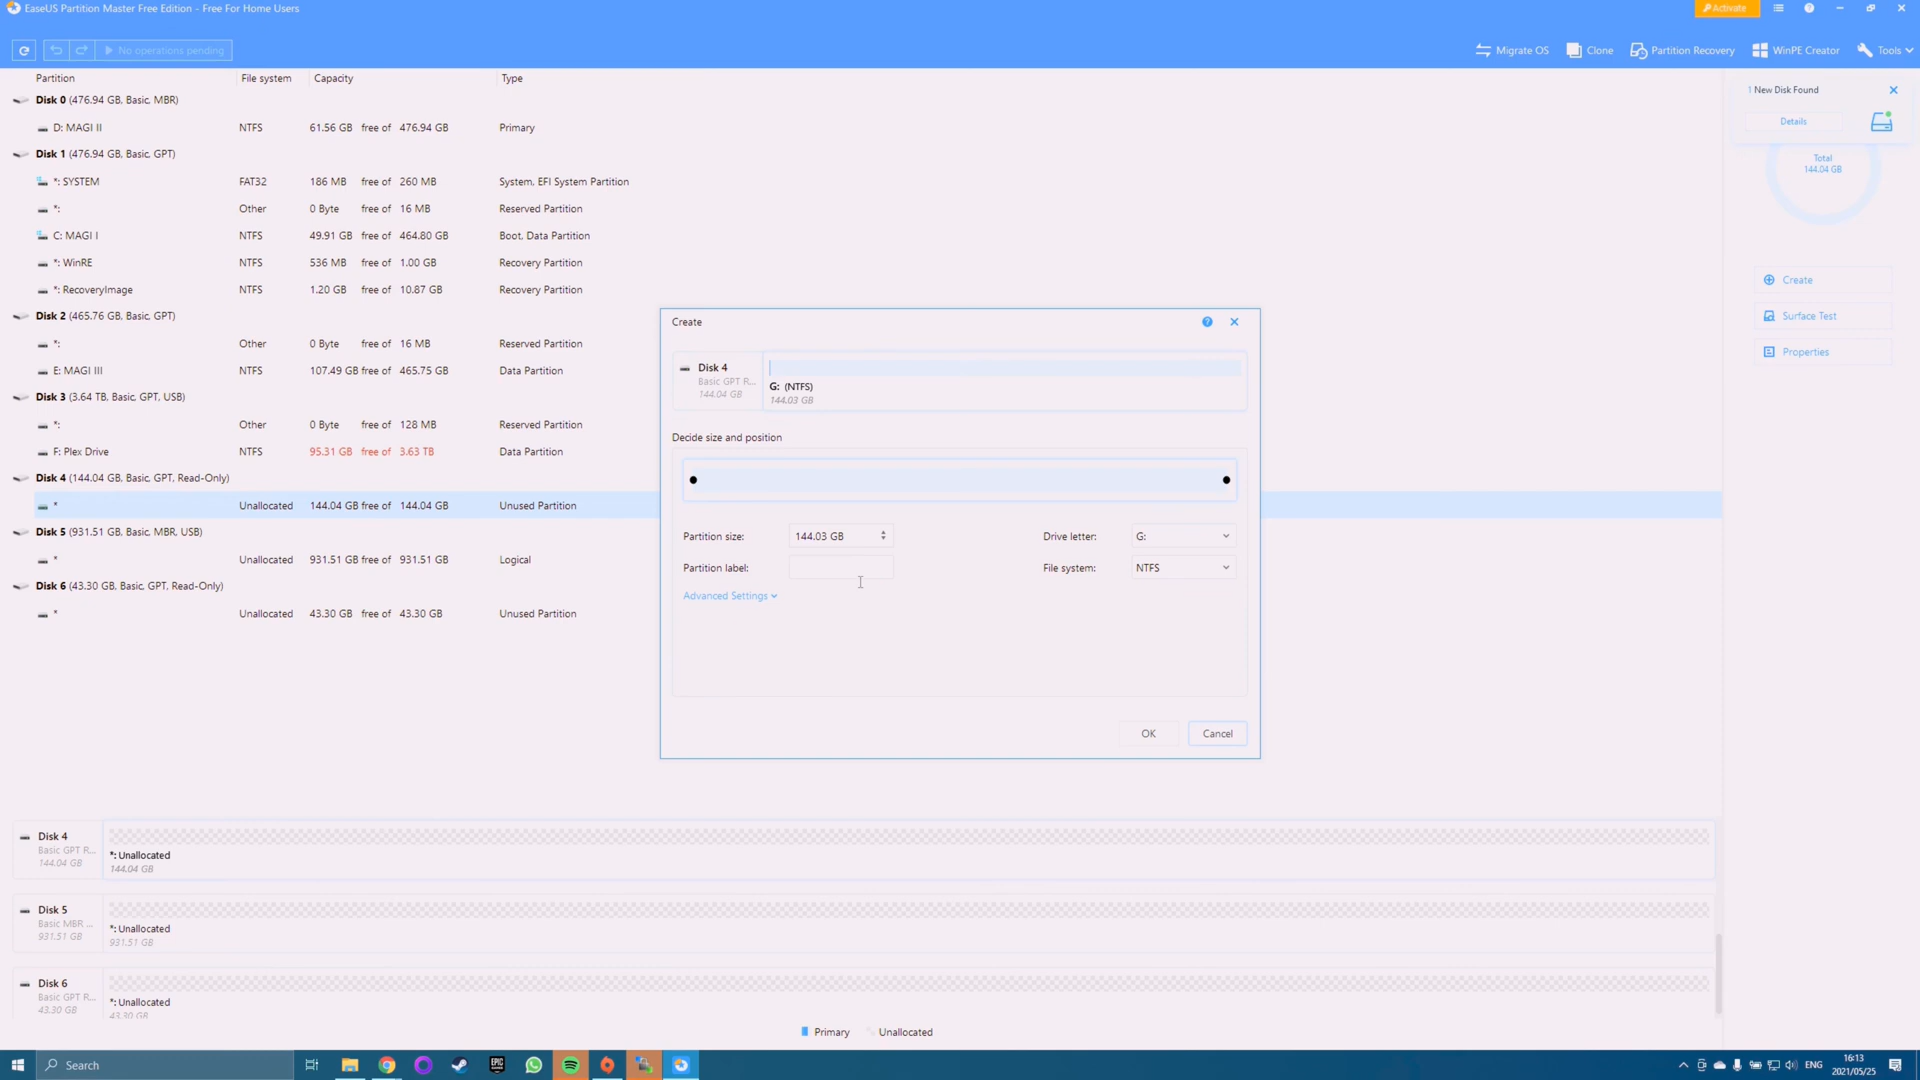 EaseUS Partition Master Free Edition - Free For Home Users
Activate
No operations pending
Migrate OS
Clone
Partition Recovery
WinPE Creator
Tools
Partition File system Capacity Type
Disk 0 (476.94 GB, Basic, MBR)
D: MAGI II NTFS 61.56 GB free of 476.94 GB Primary
Disk 1 (476.94 GB, Basic, GPT)
*: SYSTEM FAT32 186 MB free of 260 MB System, EFI System Partition
*: Other 0 Byte free of 16 MB Reserved Partition
C: MAGI I NTFS 49.91 GB free of 464.80 GB Boot, Data Partition
*: WinRE NTFS 536 MB free of 1.00 GB Recovery Partition
*: RecoveryImage NTFS 1.20 GB free of 10.87 GB Recovery Partition
Disk 2 (465.76 GB, Basic, GPT)
*: Other 0 Byte free of 16 MB Reserved Partition
E: MAGI III NTFS 107.49 GB free of 465.75 GB Data Partition
Disk 3 (3.64 TB, Basic, GPT, USB)
*: Other 0 Byte free of 128 MB Reserved Partition
F: Plex Drive NTFS 95.31 GB free of 3.63 TB Data Partition
Disk 4 (144.04 GB, Basic, GPT, Read-Only)
* Unallocated 144.04 GB free of 144.04 GB Unused Partition
Disk 5 (931.51 GB, Basic, MBR, USB)
* Unallocated 931.51 GB free of 931.51 GB Logical
Disk 6 (43.30 GB, Basic, GPT, Read-Only)
* Unallocated 43.30 GB free of 43.30 GB Unused Partition
1 New Disk Found
Details
Total
144.04 GB
Create
Surface Test
Properties
Create
Disk 4
Basic GPT R...
144.04 GB
G: (NTFS)
144.03 GB
Decide size and position
Partition size: 144.03 GB Drive letter: G:
Partition label: File system: NTFS
Advanced Settings
OK Cancel
Disk 4
Basic GPT R...
144.04 GB
*: Unallocated
144.04 GB
Disk 5
Basic MBR ...
931.51 GB
*: Unallocated
931.51 GB
Disk 6
Basic GPT R...
43.30 GB
*: Unallocated
43.30 GB
Primary Unallocated
Search
EPIC
ENG
16:13
2021/05/25